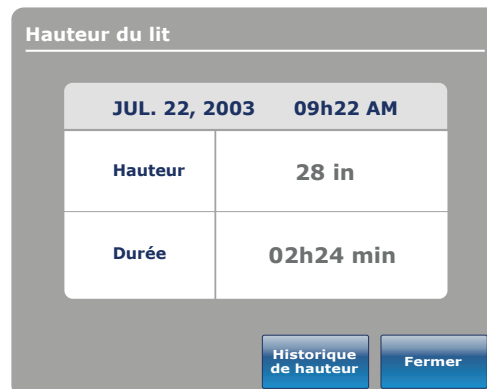 Hauteur du lit
JUL. 22, 2003 09h22 AM
Hauteur 28 in
Durée 02h24 min
Historique
de hauteur
Fermer